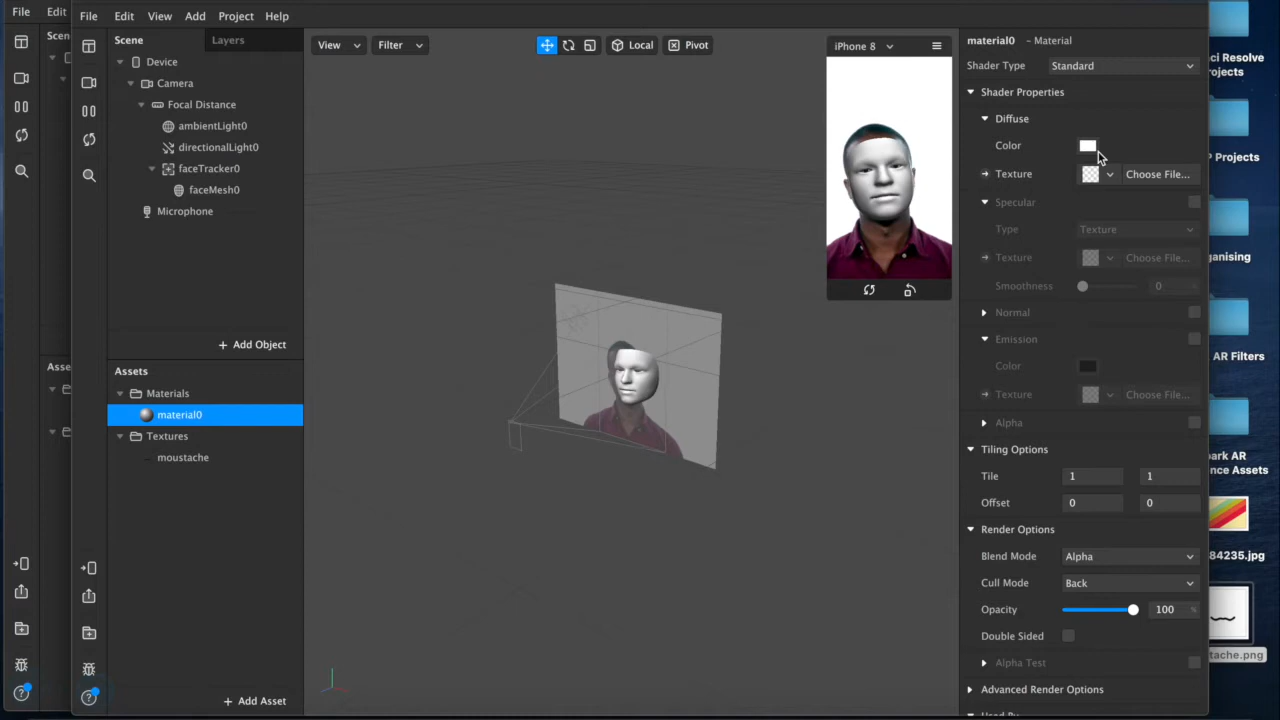 File Edit
File Edit View Add Project Help
Scene Layers
Device
Camera
Focal Distance
ambientLight0
directionalLight0
faceTracker0
faceMesh0
Microphone
+ Add Object
Assets
Materials
material0
Textures
moustache
+ Add Asset
View Filter Local Pivot
iPhone 8
material0 - Material
Shader Type Standard
Shader Properties
Diffuse
Color
Texture Choose File...
Specular
Type Texture
Texture Choose File...
Smoothness 0 %
Normal
Emission
Color
Texture Choose File...
Alpha
Tiling Options
Tile 1 1
Offset 0 0
Render Options
Blend Mode Alpha
Cull Mode Back
Opacity 100 %
Double Sided
Alpha Test
Advanced Render Options
Used By
Scen
Asse
ci Resolve
rojects
P Projects
ganising
AR Filters
ark AR
nce Assets
84235.jpg
tache.png